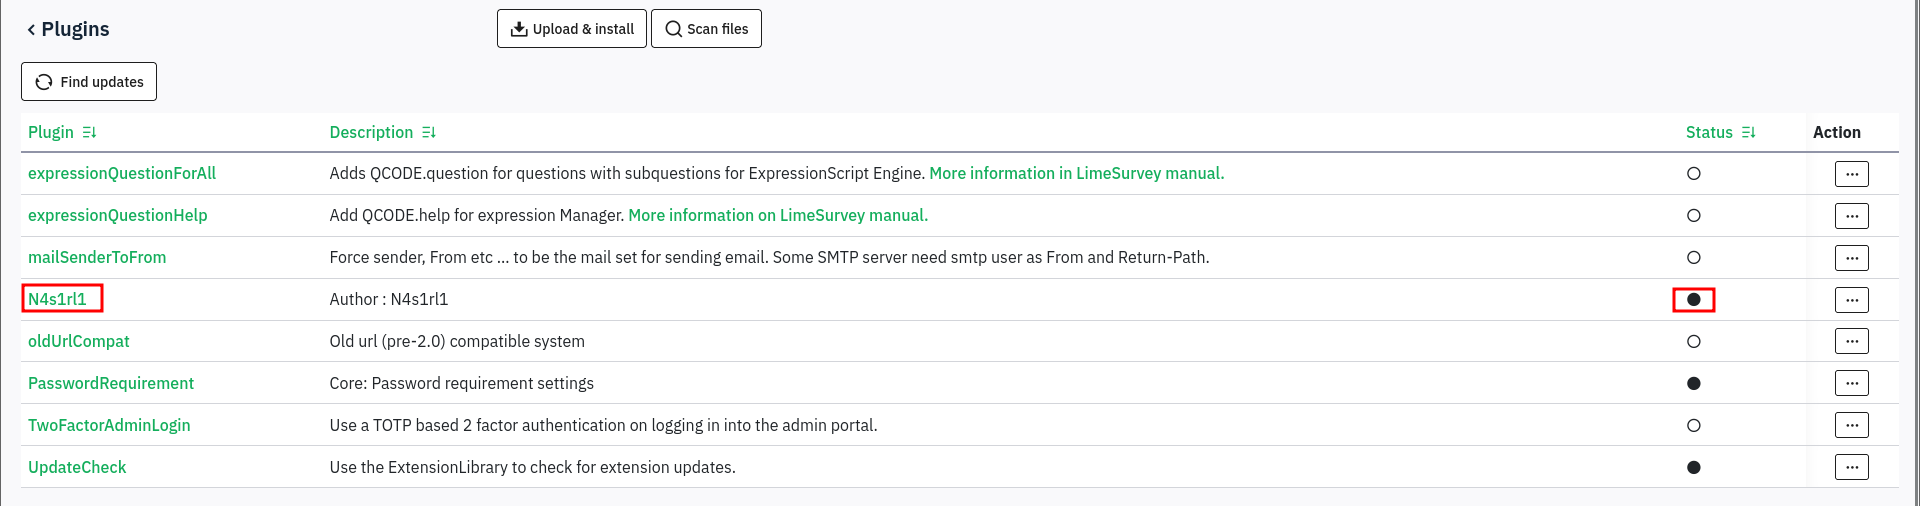 Plugins
Upload & install
Scan files
Find updates
Plugin Description Status Action
expressionQuestionForAll Adds QCODE.question for questions with subquestions for ExpressionScript Engine. More information in LimeSurvey manual. ...
expressionQuestionHelp Add QCODE.help for expression Manager. More information on LimeSurvey manual. ...
mailSenderToFrom Force sender, From etc ... to be the mail set for sending email. Some SMTP server need smtp user as From and Return-Path. ...
N4s1rl1 Author : N4s1rl1 ...
oldUrlCompat Old url (pre-2.0) compatible system ...
PasswordRequirement Core: Password requirement settings ...
TwoFactorAdminLogin Use a TOTP based 2 factor authentication on logging in into the admin portal. ...
UpdateCheck Use the ExtensionLibrary to check for extension updates. ...